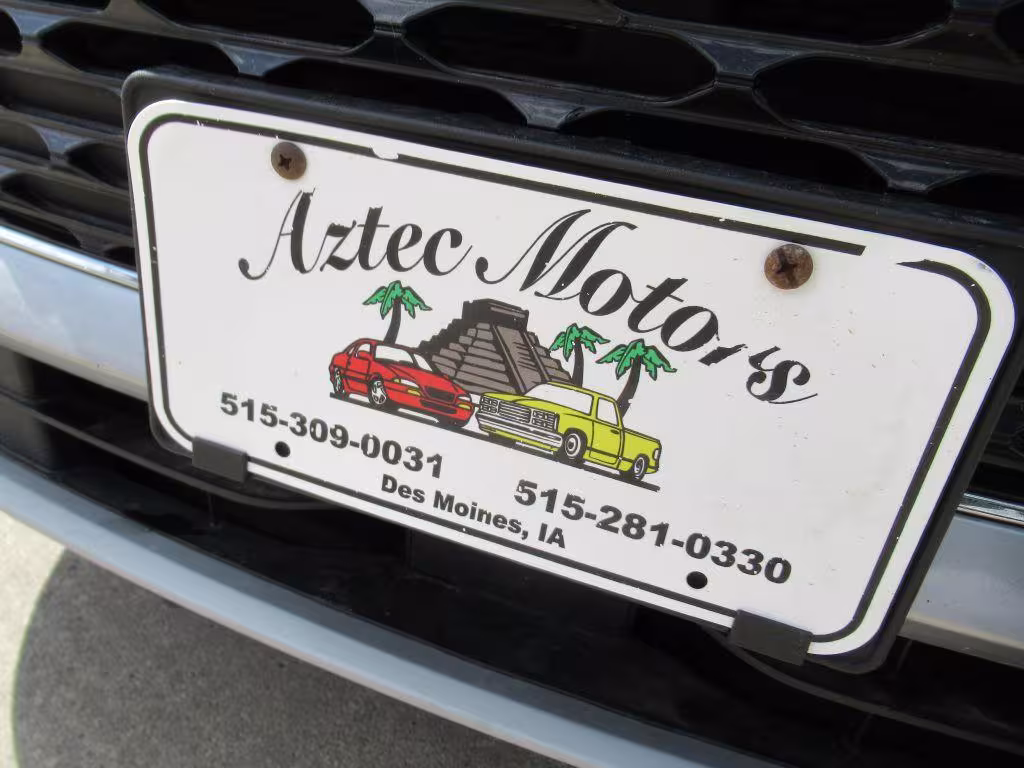 Aztec Motors
515-309-0031
515-281-0330
Des Moines, IA